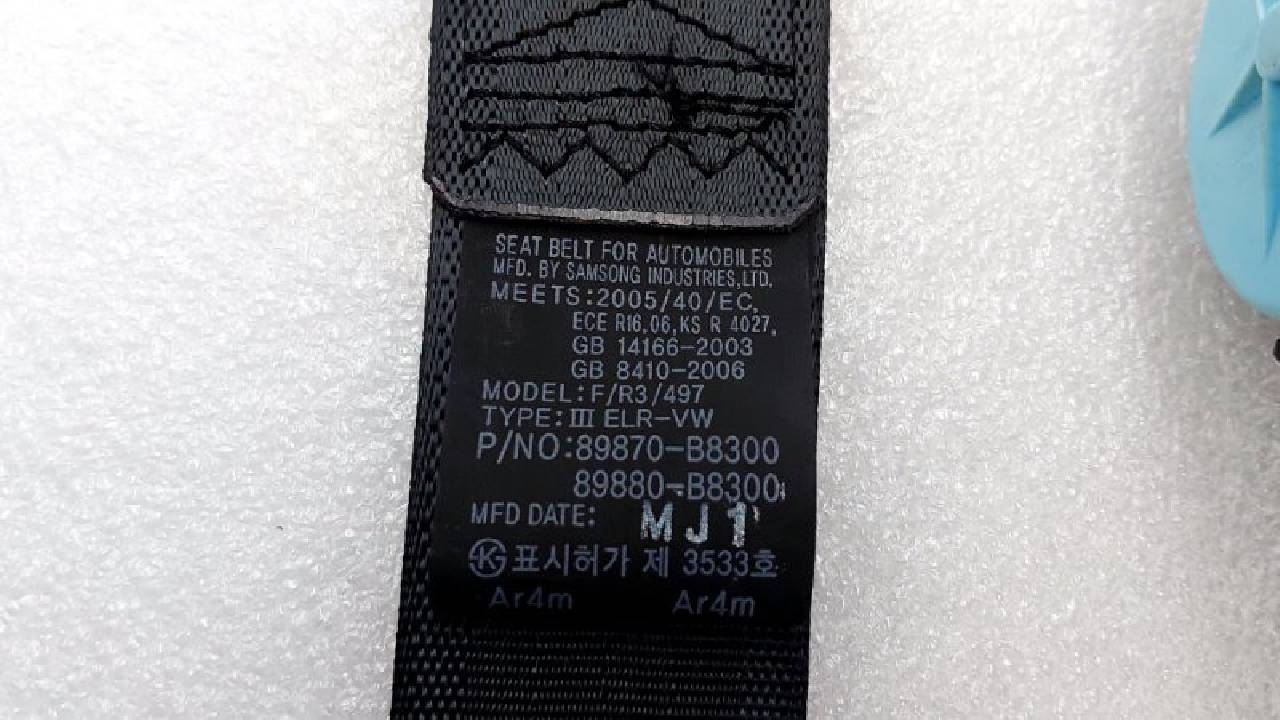 SEAT BELT FOR AUTOMOBILES
MFD. BY SAMSONG INDUSTRIES,LTD.
MEETS:2005/40/EC,
ECE R16.06,KS R 4027,
GB 14166-2003
GB 8410-2006
MODEL:F/R3/497
TYPE:III ELR-VW
P/NO:89870-B8300
89880-B8300
MFD DATE: MJ1
K 표시허가 제 3533호
Ar4m Ar4m